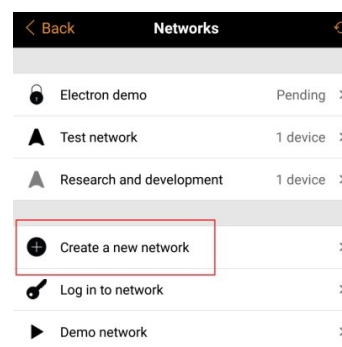 Back Networks
Electron demo Pending
Test network 1 device
Research and development 1 device
Create a new network
Log in to network
Demo network